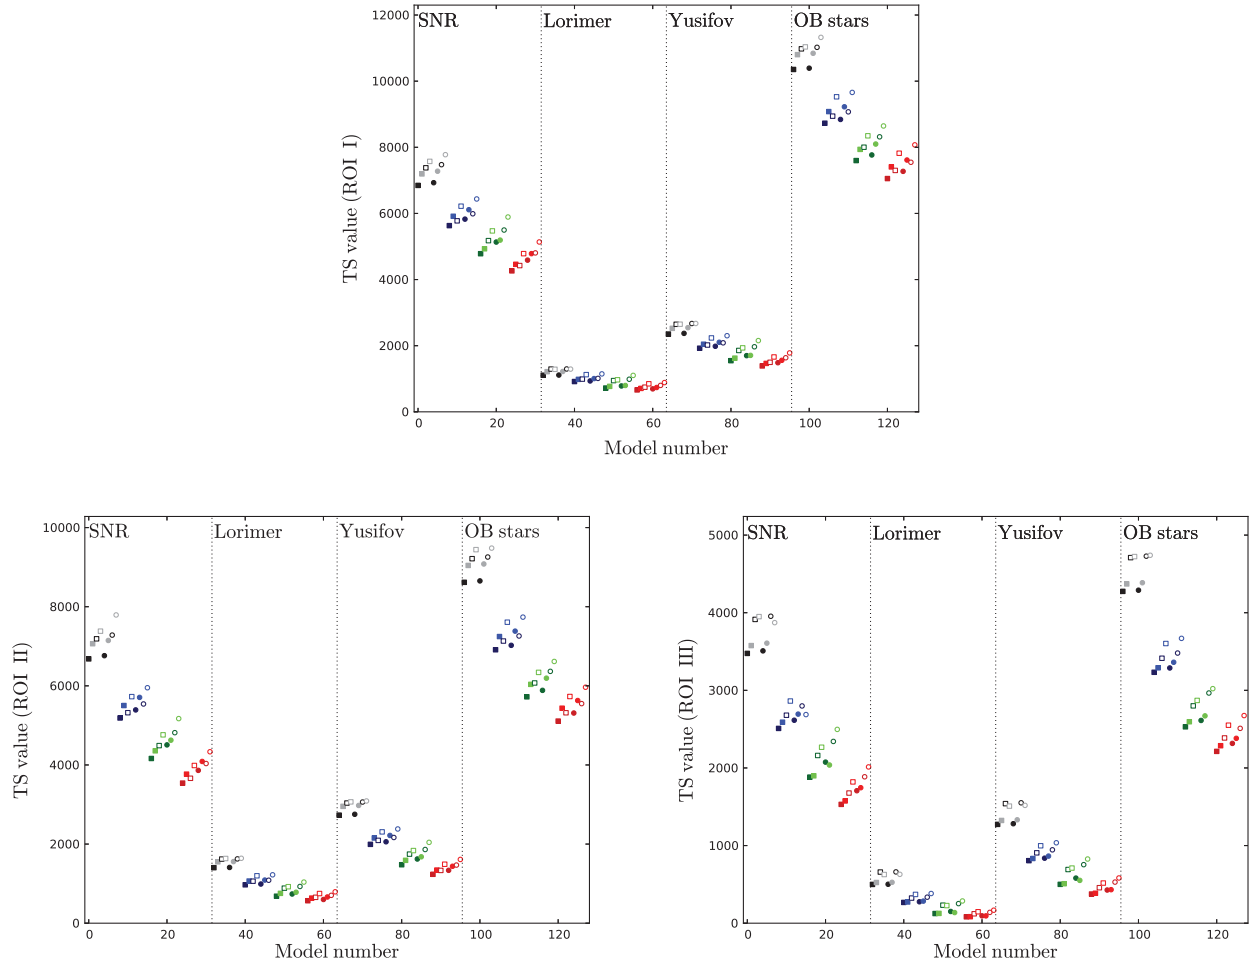 SNR Lorimer Yusifov OB stars
12000
10000
8000
6000
4000
2000
0
TS value (ROI I)
0 20 40 60 80 100 120
Model number
SNR Lorimer Yusifov OB stars
10000
8000
6000
4000
2000
0
TS value (ROI II)
0 20 40 60 80 100 120
Model number
SNR Lorimer Yusifov OB stars
5000
4000
3000
2000
1000
0
TS value (ROI III)
0 20 40 60 80 100 120
Model number